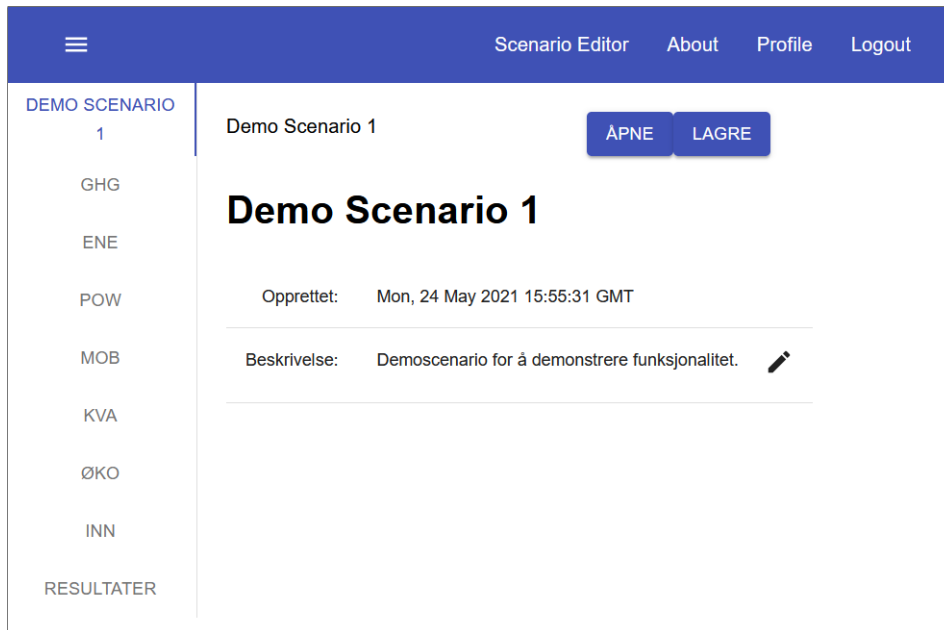 Scenario Editor About Profile Logout
DEMO SCENARIO
1
GHG
ENE
POW
MOB
KVA
ØKO
INN
RESULTATER
Demo Scenario 1
ÅPNE LAGRE
Demo Scenario 1
Opprettet: Mon, 24 May 2021 15:55:31 GMT
Beskrivelse: Demoscenario for å demonstrere funksjonalitet.